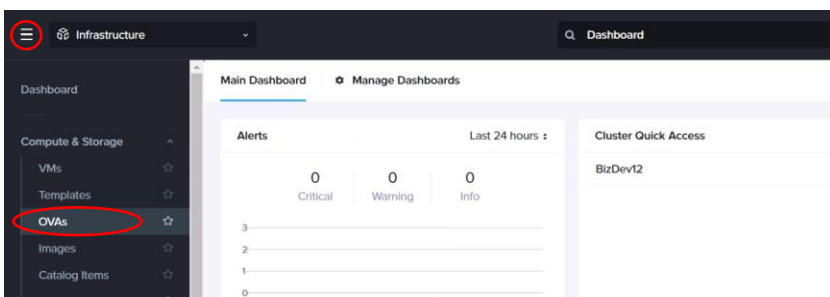 Infrastructure
Dashboard
Dashboard
Main Dashboard
Manage Dashboards
Compute & Storage
VMs
Templates
OVAs
Images
Catalog Items
Alerts
Last 24 hours
0
0
0
Critical
Warning
Info
3
2
1
0
Cluster Quick Access
BizDev12